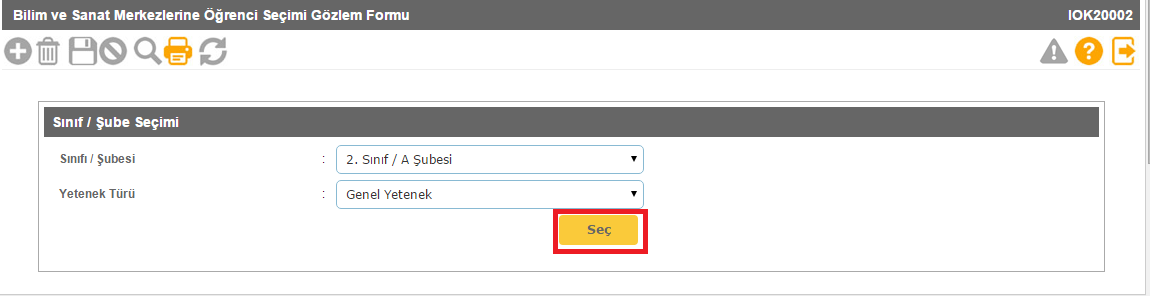 Bilim ve Sanat Merkezlerine Öğrenci Seçimi Gözlem Formu IOK20002
Sınıf / Şube Seçimi
Sınıfı / Şubesi : 2. Sınıf / A Şubesi
Yetenek Türü : Genel Yetenek
Seç